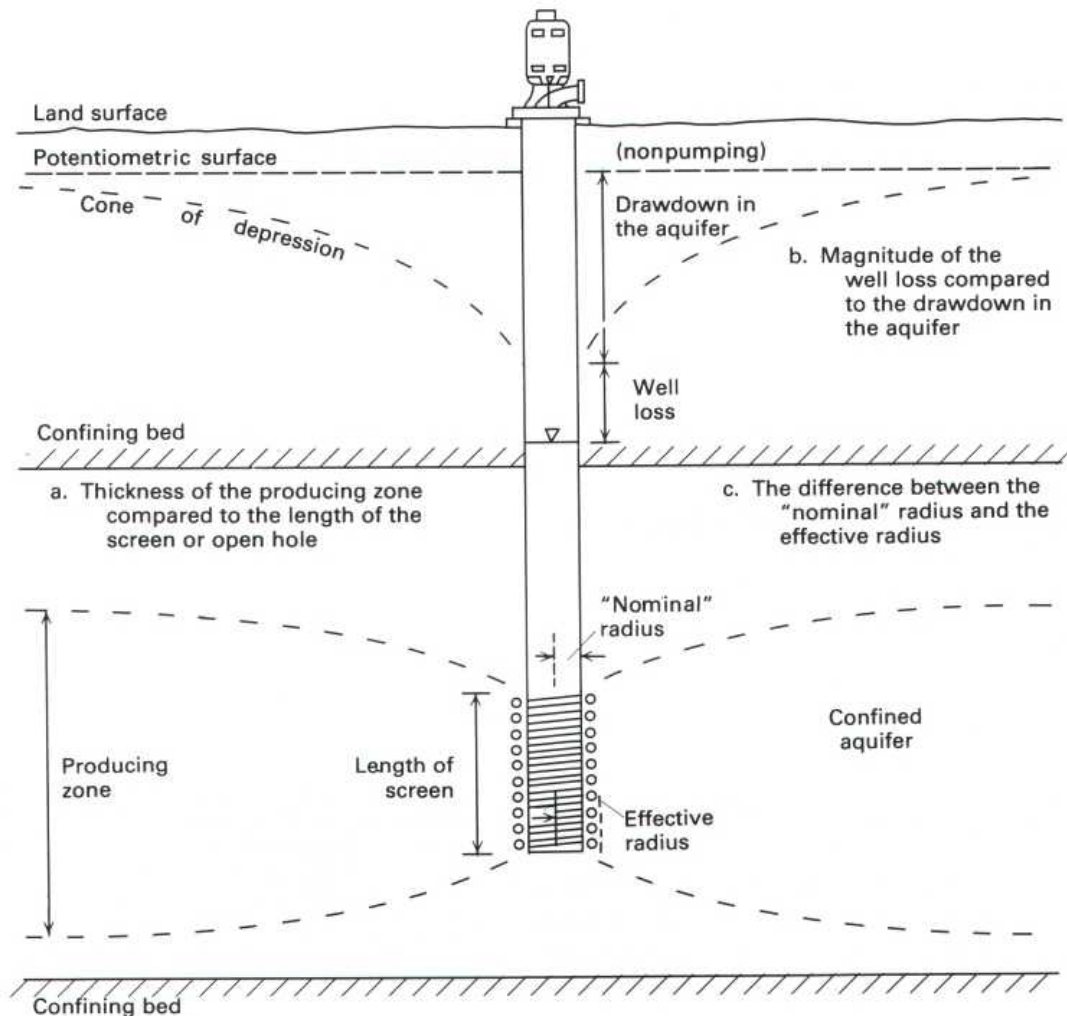 Land surface
Potentiometric surface
(nonpumping)
Cone of depression
Drawdown in
the aquifer
b. Magnitude of the
well loss compared
to the drawdown in
the aquifer
Well
loss
Confining bed
a. Thickness of the producing zone
compared to the length of the
screen or open hole
c. The difference between the
"nominal" radius and the
effective radius
"Nominal"
radius
Confined
aquifer
Producing
zone
Length of
screen
Effective
radius
Confining bed